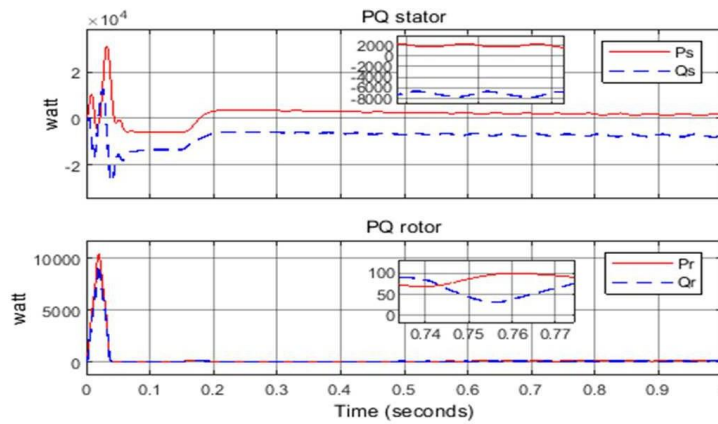 PQ stator
×10⁴
2
0
-2
watt
2000
0
-2000
-4000
-6000
-8000
Ps
Qs
PQ rotor
10000
5000
0
watt
100
50
0
0.74 0.75 0.76 0.77
Pr
Qr
0 0.1 0.2 0.3 0.4 0.5 0.6 0.7 0.8 0.9
Time (seconds)